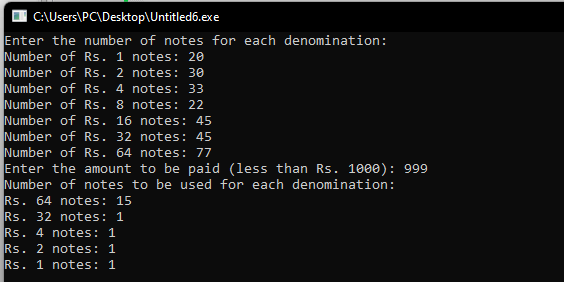 C:\Users\PC\Desktop\Untitled6.exe
Enter the number of notes for each denomination:
Number of Rs. 1 notes: 20
Number of Rs. 2 notes: 30
Number of Rs. 4 notes: 33
Number of Rs. 8 notes: 22
Number of Rs. 16 notes: 45
Number of Rs. 32 notes: 45
Number of Rs. 64 notes: 77
Enter the amount to be paid (less than Rs. 1000): 999
Number of notes to be used for each denomination:
Rs. 64 notes: 15
Rs. 32 notes: 1
Rs. 4 notes: 1
Rs. 2 notes: 1
Rs. 1 notes: 1